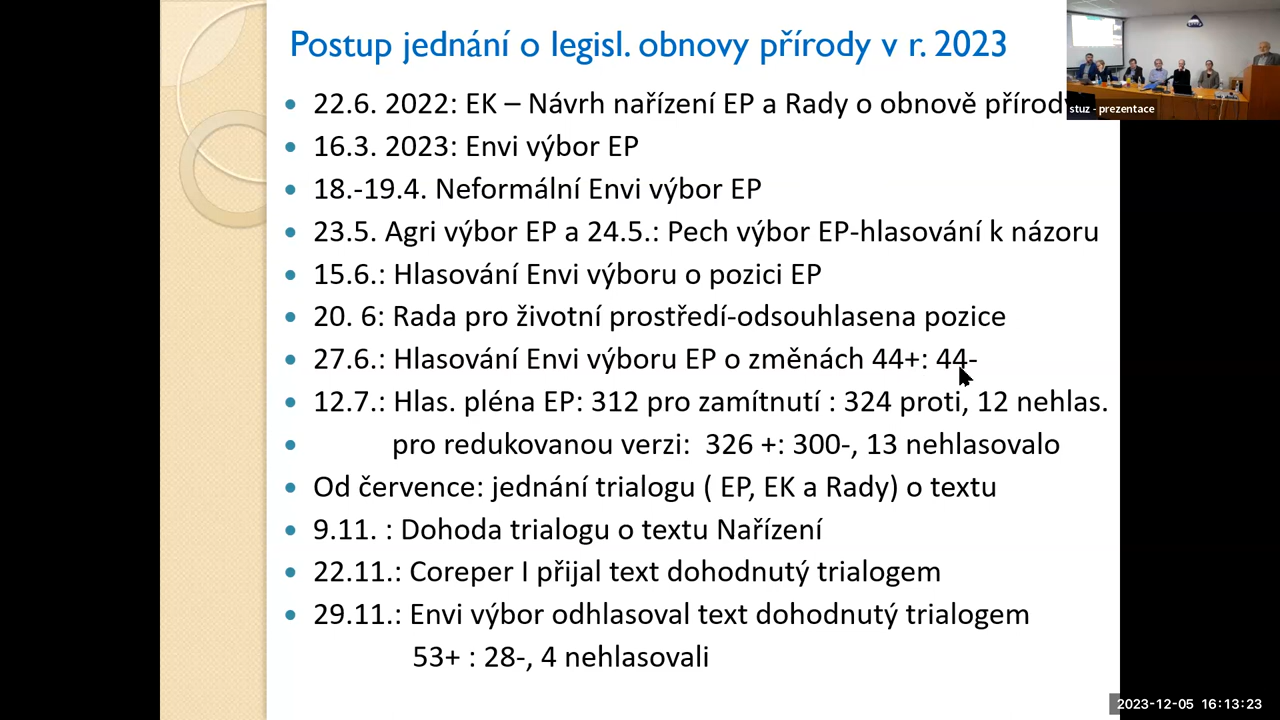 Postup jednání o legisl. obnovy přírody v r. 2023
• 22.6. 2022: EK – Návrh nařízení EP a Rady o obnově přírody
• 16.3. 2023: Envi výbor EP
• 18.-19.4. Neformální Envi výbor EP
• 23.5. Agri výbor EP a 24.5.: Pech výbor EP-hlasování k názoru
• 15.6.: Hlasování Envi výboru o pozici EP
• 20. 6: Rada pro životní prostředí-odsouhlasena pozice
• 27.6.: Hlasování Envi výboru EP o změnách 44+: 44-
• 12.7.: Hlas. pléna EP: 312 pro zamítnutí : 324 proti, 12 nehlas.
• pro redukovanou verzi: 326 +: 300-, 13 nehlasovalo
• Od července: jednání trialogu ( EP, EK a Rady) o textu
• 9.11. : Dohoda trialogu o textu Nařízení
• 22.11.: Coreper I přijal text dohodnutý trialogem
• 29.11.: Envi výbor odhlasoval text dohodnutý trialogem
53+ : 28-, 4 nehlasovali
stuz - prezentace
2023-12-05 16:13:23